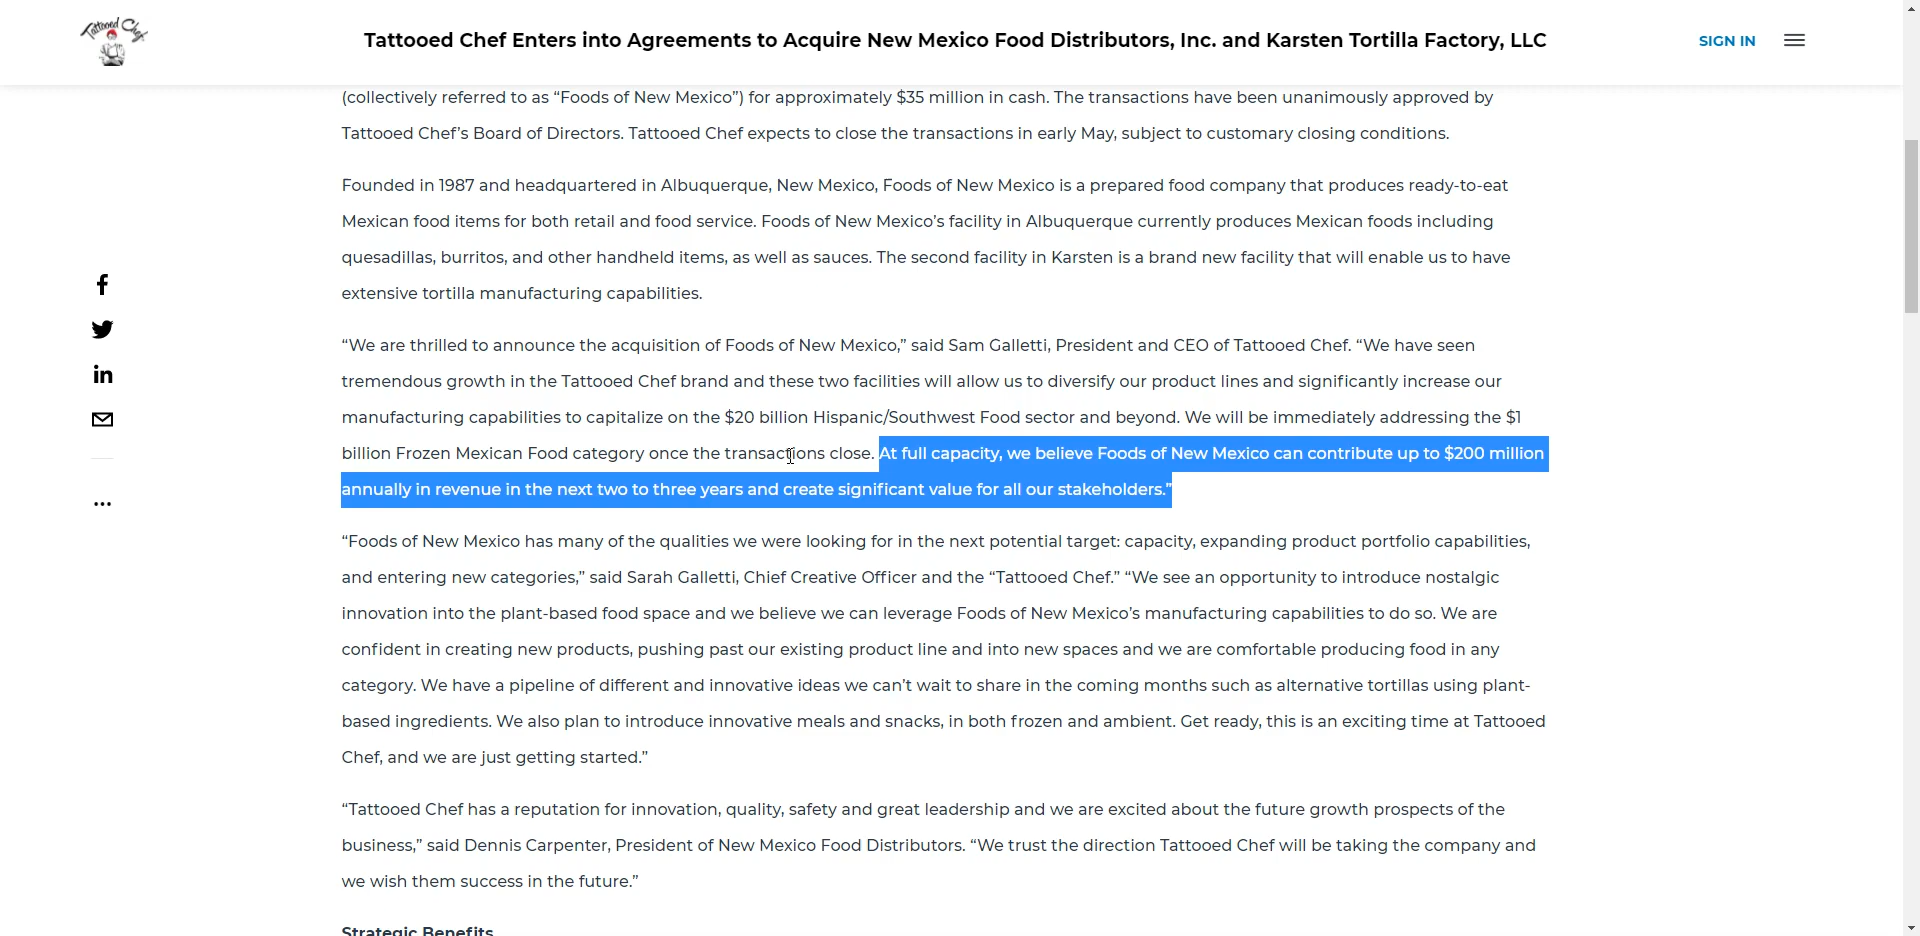 Tattooed Chef
Tattooed Chef Enters into Agreements to Acquire New Mexico Food Distributors, Inc. and Karsten Tortilla Factory, LLC
SIGN IN
(collectively referred to as “Foods of New Mexico”) for approximately $35 million in cash. The transactions have been unanimously approved by
Tattooed Chef’s Board of Directors. Tattooed Chef expects to close the transactions in early May, subject to customary closing conditions.
Founded in 1987 and headquartered in Albuquerque, New Mexico, Foods of New Mexico is a prepared food company that produces ready-to-eat
Mexican food items for both retail and food service. Foods of New Mexico’s facility in Albuquerque currently produces Mexican foods including
quesadillas, burritos, and other handheld items, as well as sauces. The second facility in Karsten is a brand new facility that will enable us to have
extensive tortilla manufacturing capabilities.
“We are thrilled to announce the acquisition of Foods of New Mexico,” said Sam Galletti, President and CEO of Tattooed Chef. “We have seen
tremendous growth in the Tattooed Chef brand and these two facilities will allow us to diversify our product lines and significantly increase our
manufacturing capabilities to capitalize on the $20 billion Hispanic/Southwest Food sector and beyond. We will be immediately addressing the $1
billion Frozen Mexican Food category once the transactions close. At full capacity, we believe Foods of New Mexico can contribute up to $200 million
annually in revenue in the next two to three years and create significant value for all our stakeholders.”
“Foods of New Mexico has many of the qualities we were looking for in the next potential target: capacity, expanding product portfolio capabilities,
and entering new categories,” said Sarah Galletti, Chief Creative Officer and the “Tattooed Chef.” “We see an opportunity to introduce nostalgic
innovation into the plant-based food space and we believe we can leverage Foods of New Mexico’s manufacturing capabilities to do so. We are
confident in creating new products, pushing past our existing product line and into new spaces and we are comfortable producing food in any
category. We have a pipeline of different and innovative ideas we can’t wait to share in the coming months such as alternative tortillas using plant-
based ingredients. We also plan to introduce innovative meals and snacks, in both frozen and ambient. Get ready, this is an exciting time at Tattooed
Chef, and we are just getting started.”
“Tattooed Chef has a reputation for innovation, quality, safety and great leadership and we are excited about the future growth prospects of the
business,” said Dennis Carpenter, President of New Mexico Food Distributors. “We trust the direction Tattooed Chef will be taking the company and
we wish them success in the future.”
Strategic Benefits